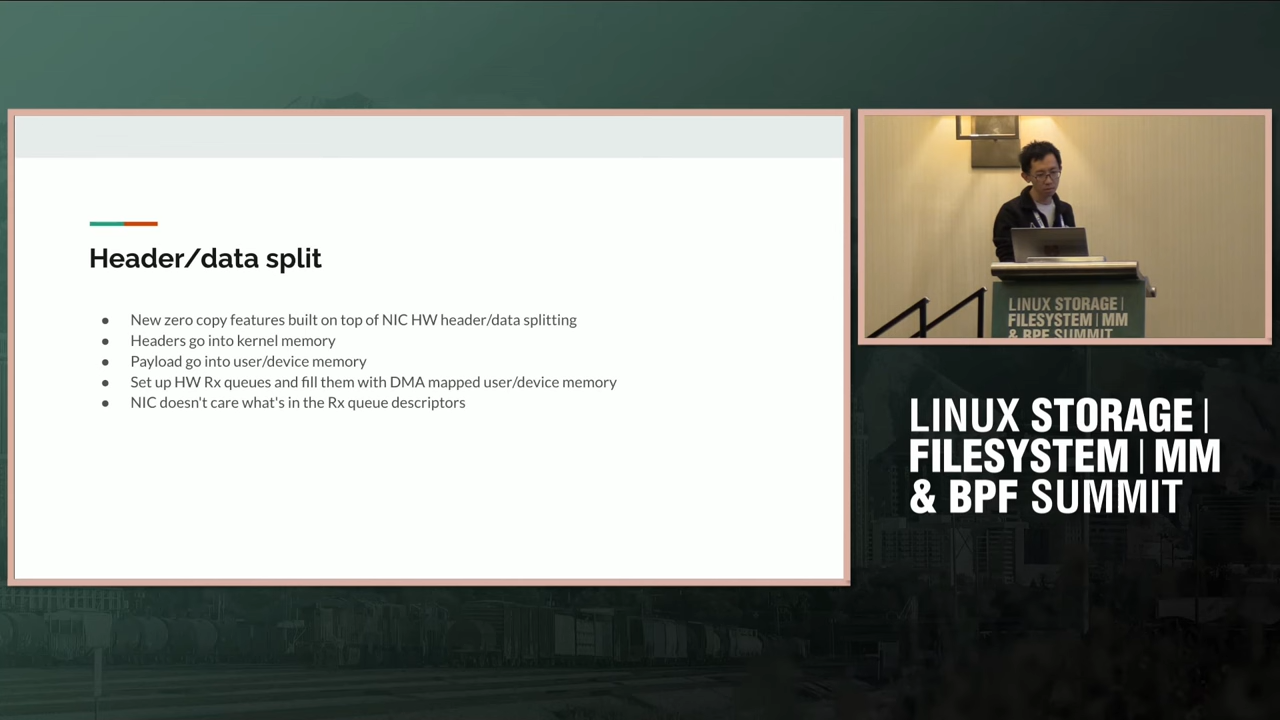 Header/data split
● New zero copy features built on top of NIC HW header/data splitting
● Headers go into kernel memory
● Payload go into user/device memory
● Set up HW Rx queues and fill them with DMA mapped user/device memory
● NIC doesn't care what's in the Rx queue descriptors
LINUX STORAGE |
FILESYSTEM | MM
& BPF SUMMIT
LINUX STORAGE |
FILESYSTEM | MM
& BPF SUMMIT